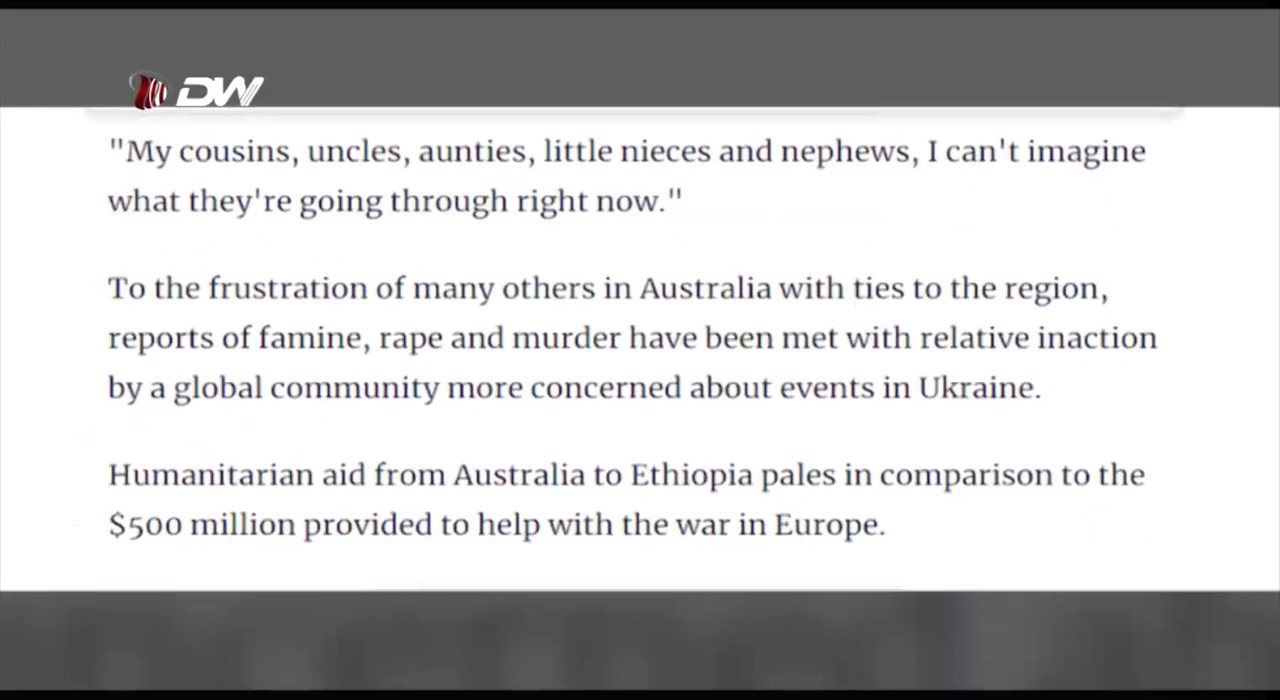 DW
"My cousins, uncles, aunties, little nieces and nephews, I can't imagine
what they're going through right now."
To the frustration of many others in Australia with ties to the region,
reports of famine, rape and murder have been met with relative inaction
by a global community more concerned about events in Ukraine.
Humanitarian aid from Australia to Ethiopia pales in comparison to the
$500 million provided to help with the war in Europe.